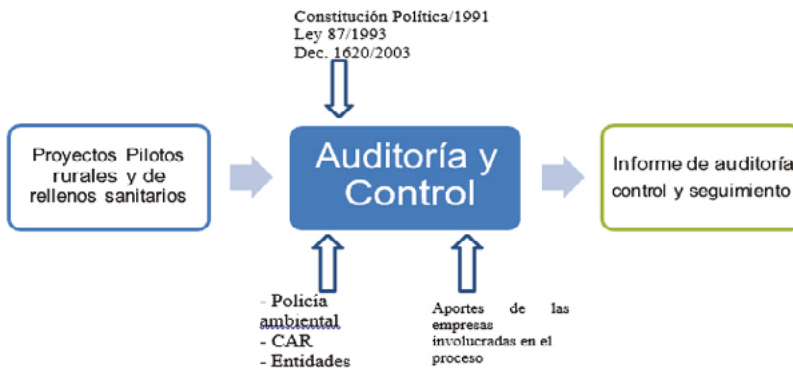 Constitución Política/1991
Ley 87/1993
Dec. 1620/2003
Proyectos Pilotos
rurales y de
rellenos sanitarios
Auditoría y
Control
Informe de auditoría
control y seguimiento
- Policía
ambiental
- CAR
- Entidades
Aportes de las
empresas
involucradas en el
proceso